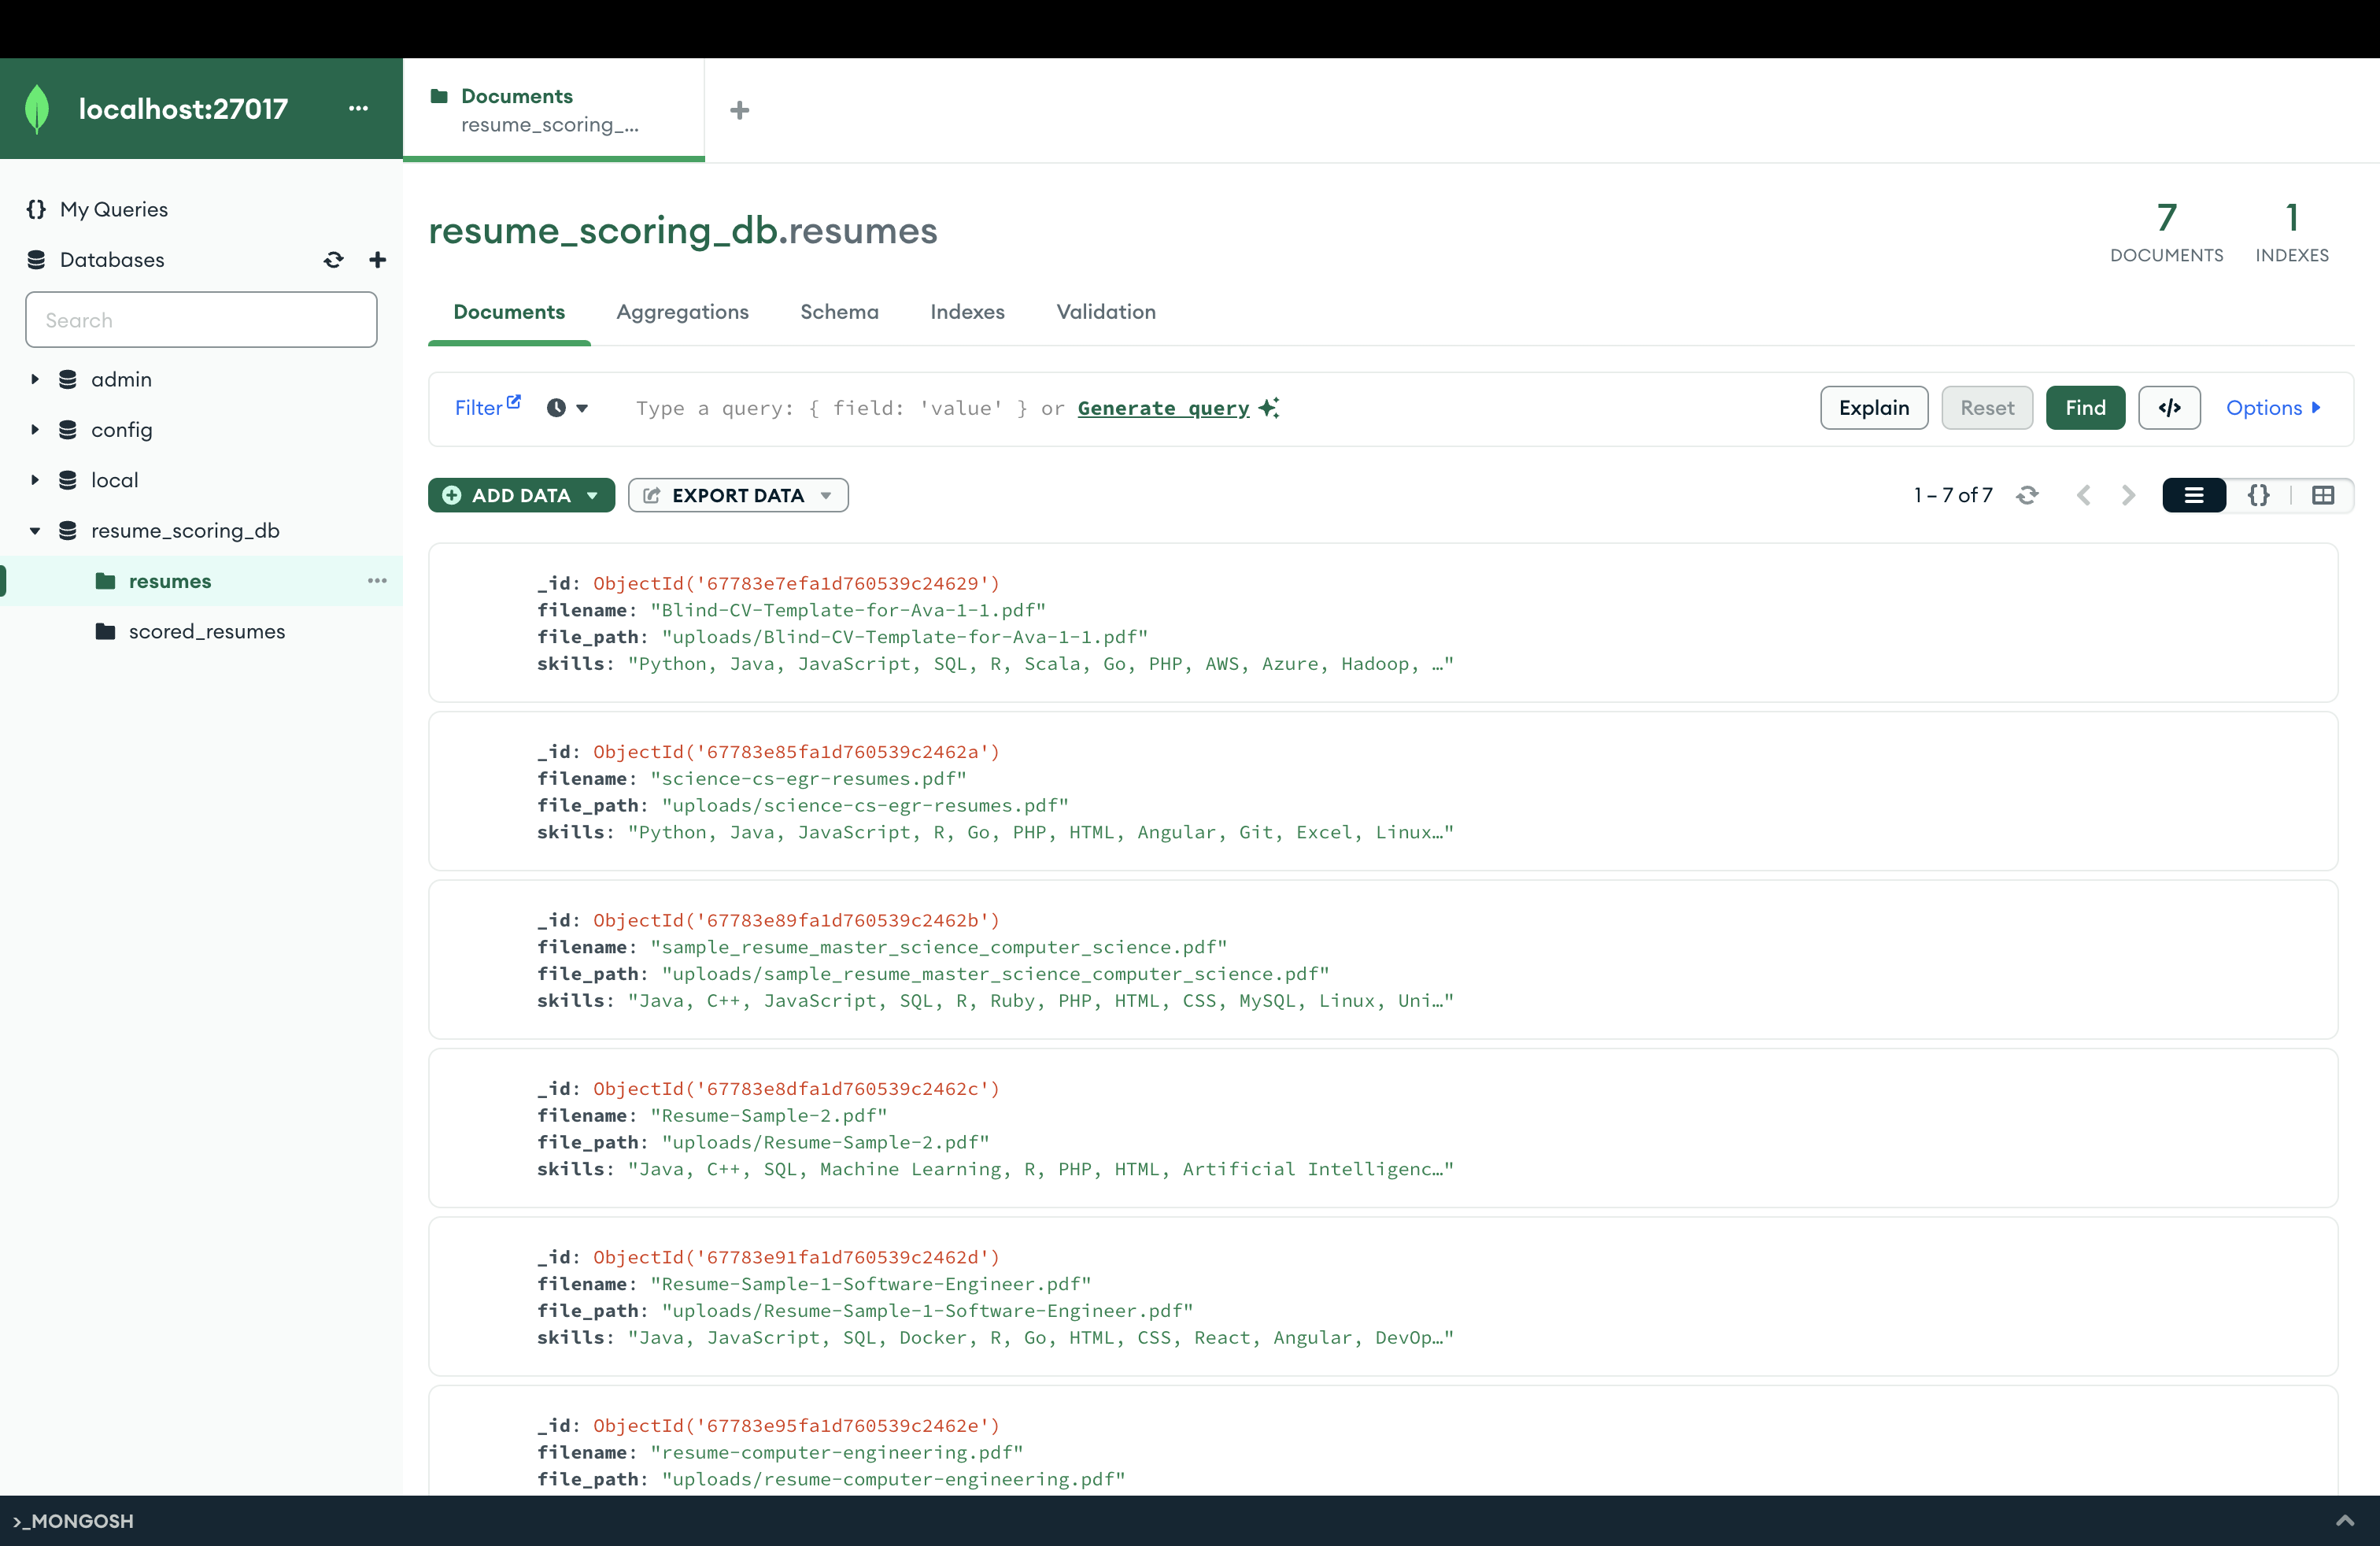 localhost:27017
Documents
resume_scoring_...
My Queries
Databases
Search
admin
config
local
resume_scoring_db
resumes
scored_resumes
resume_scoring_db.resumes
7
DOCUMENTS
1
INDEXES
Documents
Aggregations
Schema
Indexes
Validation
Filter
Type a query: { field: 'value' } or Generate query
Explain
Reset
Find
</>
Options
ADD DATA
EXPORT DATA
1 – 7 of 7
{}
_id: ObjectId('67783e7efa1d760539c24629')
filename: "Blind-CV-Template-for-Ava-1-1.pdf"
file_path: "uploads/Blind-CV-Template-for-Ava-1-1.pdf"
skills: "Python, Java, JavaScript, SQL, R, Scala, Go, PHP, AWS, Azure, Hadoop, …"
_id: ObjectId('67783e85fa1d760539c2462a')
filename: "science-cs-egr-resumes.pdf"
file_path: "uploads/science-cs-egr-resumes.pdf"
skills: "Python, Java, JavaScript, R, Go, PHP, HTML, Angular, Git, Excel, Linux…"
_id: ObjectId('67783e89fa1d760539c2462b')
filename: "sample_resume_master_science_computer_science.pdf"
file_path: "uploads/sample_resume_master_science_computer_science.pdf"
skills: "Java, C++, JavaScript, SQL, R, Ruby, PHP, HTML, CSS, MySQL, Linux, Uni…"
_id: ObjectId('67783e8dfa1d760539c2462c')
filename: "Resume-Sample-2.pdf"
file_path: "uploads/Resume-Sample-2.pdf"
skills: "Java, C++, SQL, Machine Learning, R, PHP, HTML, Artificial Intelligenc…"
_id: ObjectId('67783e91fa1d760539c2462d')
filename: "Resume-Sample-1-Software-Engineer.pdf"
file_path: "uploads/Resume-Sample-1-Software-Engineer.pdf"
skills: "Java, JavaScript, SQL, Docker, R, Go, HTML, CSS, React, Angular, DevOp…"
_id: ObjectId('67783e95fa1d760539c2462e')
filename: "resume-computer-engineering.pdf"
file_path: "uploads/resume-computer-engineering.pdf"
>_MONGOSH